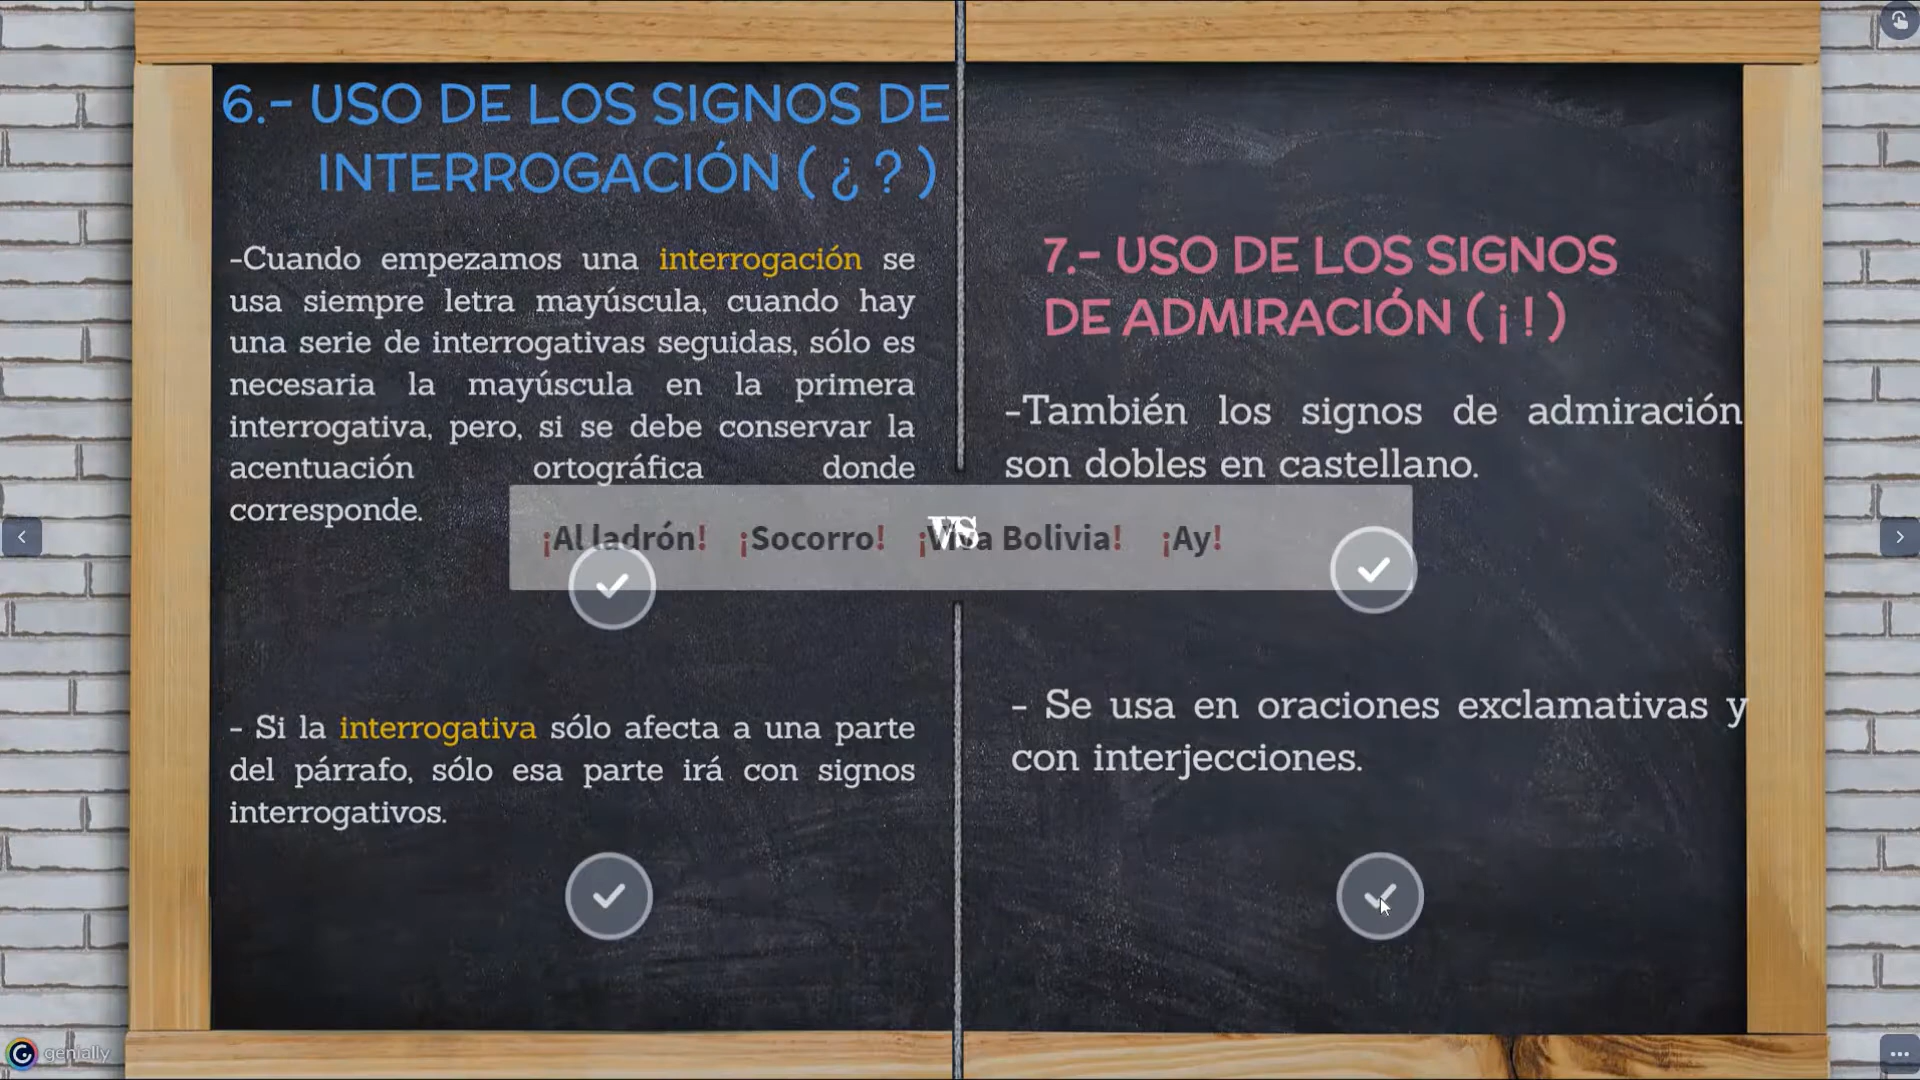 6.- USO DE LOS SIGNOS DE
INTERROGACIÓN ( ¿ ? )
-Cuando empezamos una interrogación se
usa siempre letra mayúscula, cuando hay
una serie de interrogativas seguidas, sólo es
necesaria la mayúscula en la primera
interrogativa, pero, si se debe conservar la
acentuación ortográfica donde
corresponde.
- Si la interrogativa sólo afecta a una parte
del párrafo, sólo esa parte irá con signos
interrogativos.
VS
¡Al ladrón! ¡Socorro! ¡Viva Bolivia! ¡Ay!
7.- USO DE LOS SIGNOS
DE ADMIRACIÓN ( ¡ ! )
-También los signos de admiración
son dobles en castellano.
- Se usa en oraciones exclamativas y
con interjecciones.
genially